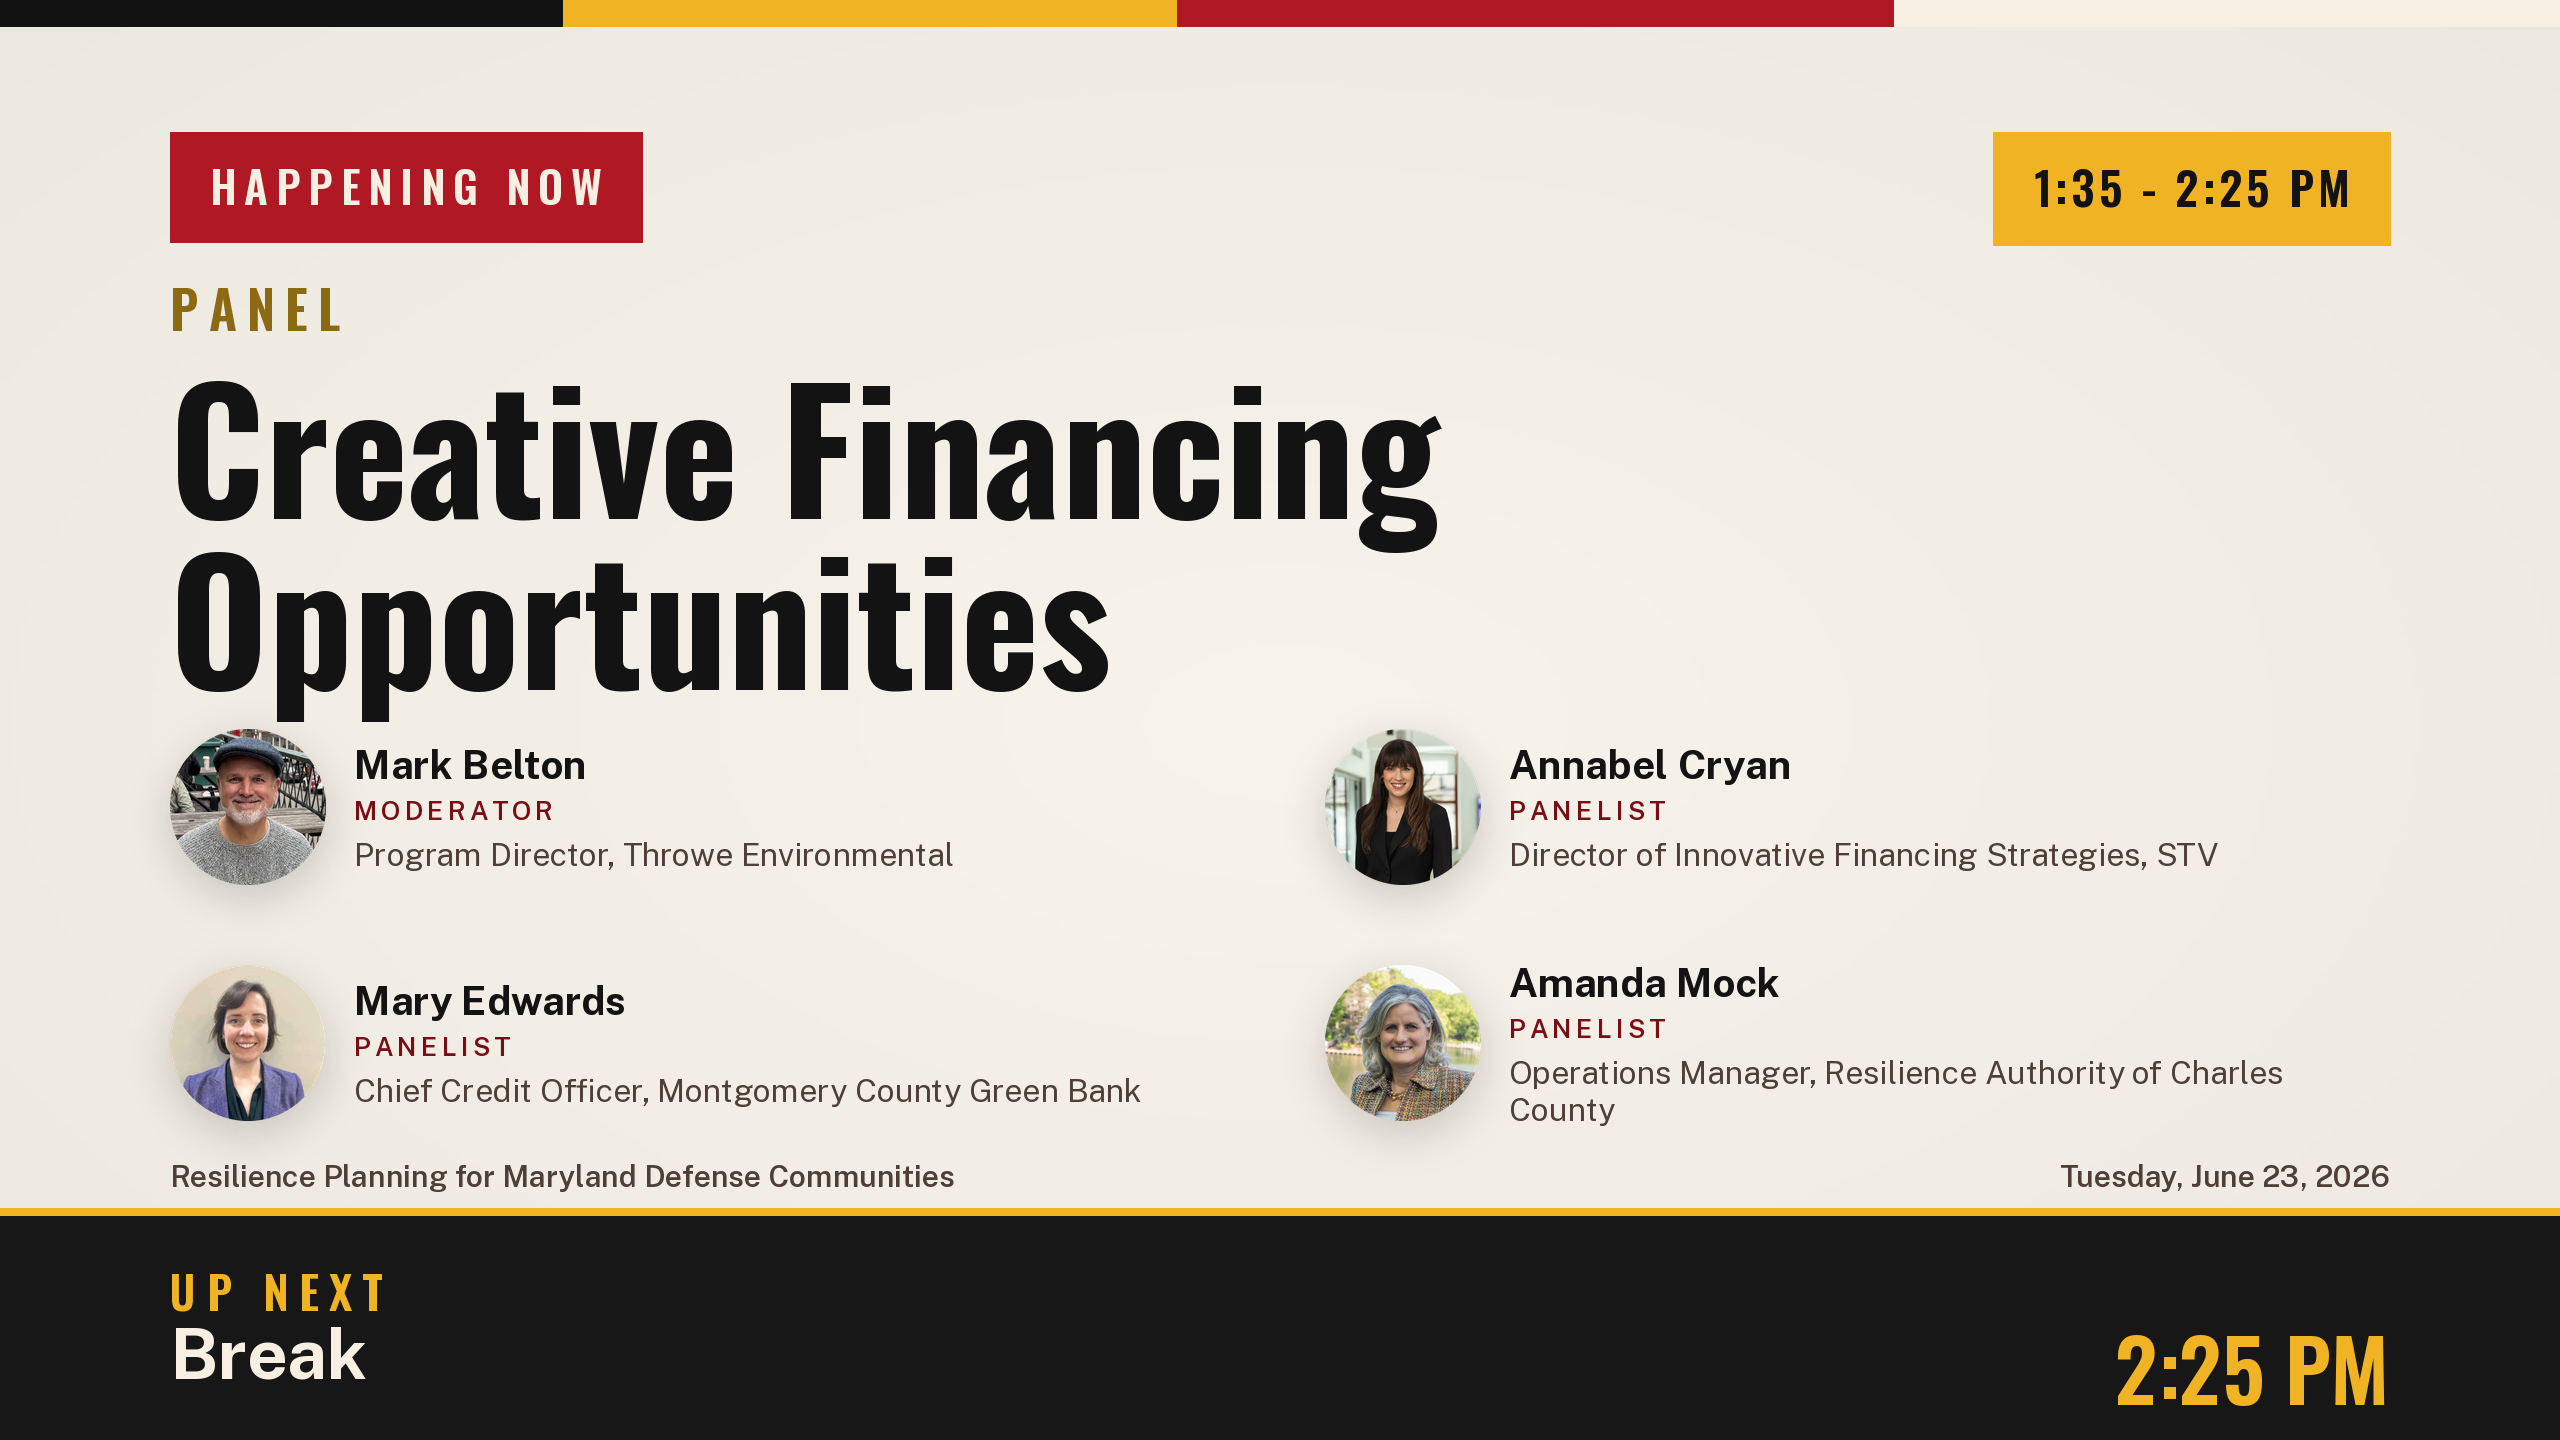 HAPPENING NOW
1:35 - 2:25 PM
PANEL
Creative Financing
Opportunities
Mark Belton
MODERATOR
Program Director, Throwe Environmental
Annabel Cryan
PANELIST
Director of Innovative Financing Strategies, STV
Mary Edwards
PANELIST
Chief Credit Officer, Montgomery County Green Bank
Amanda Mock
PANELIST
Operations Manager, Resilience Authority of Charles
County
Resilience Planning for Maryland Defense Communities
Tuesday, June 23, 2026
UP NEXT
Break
2:25 PM